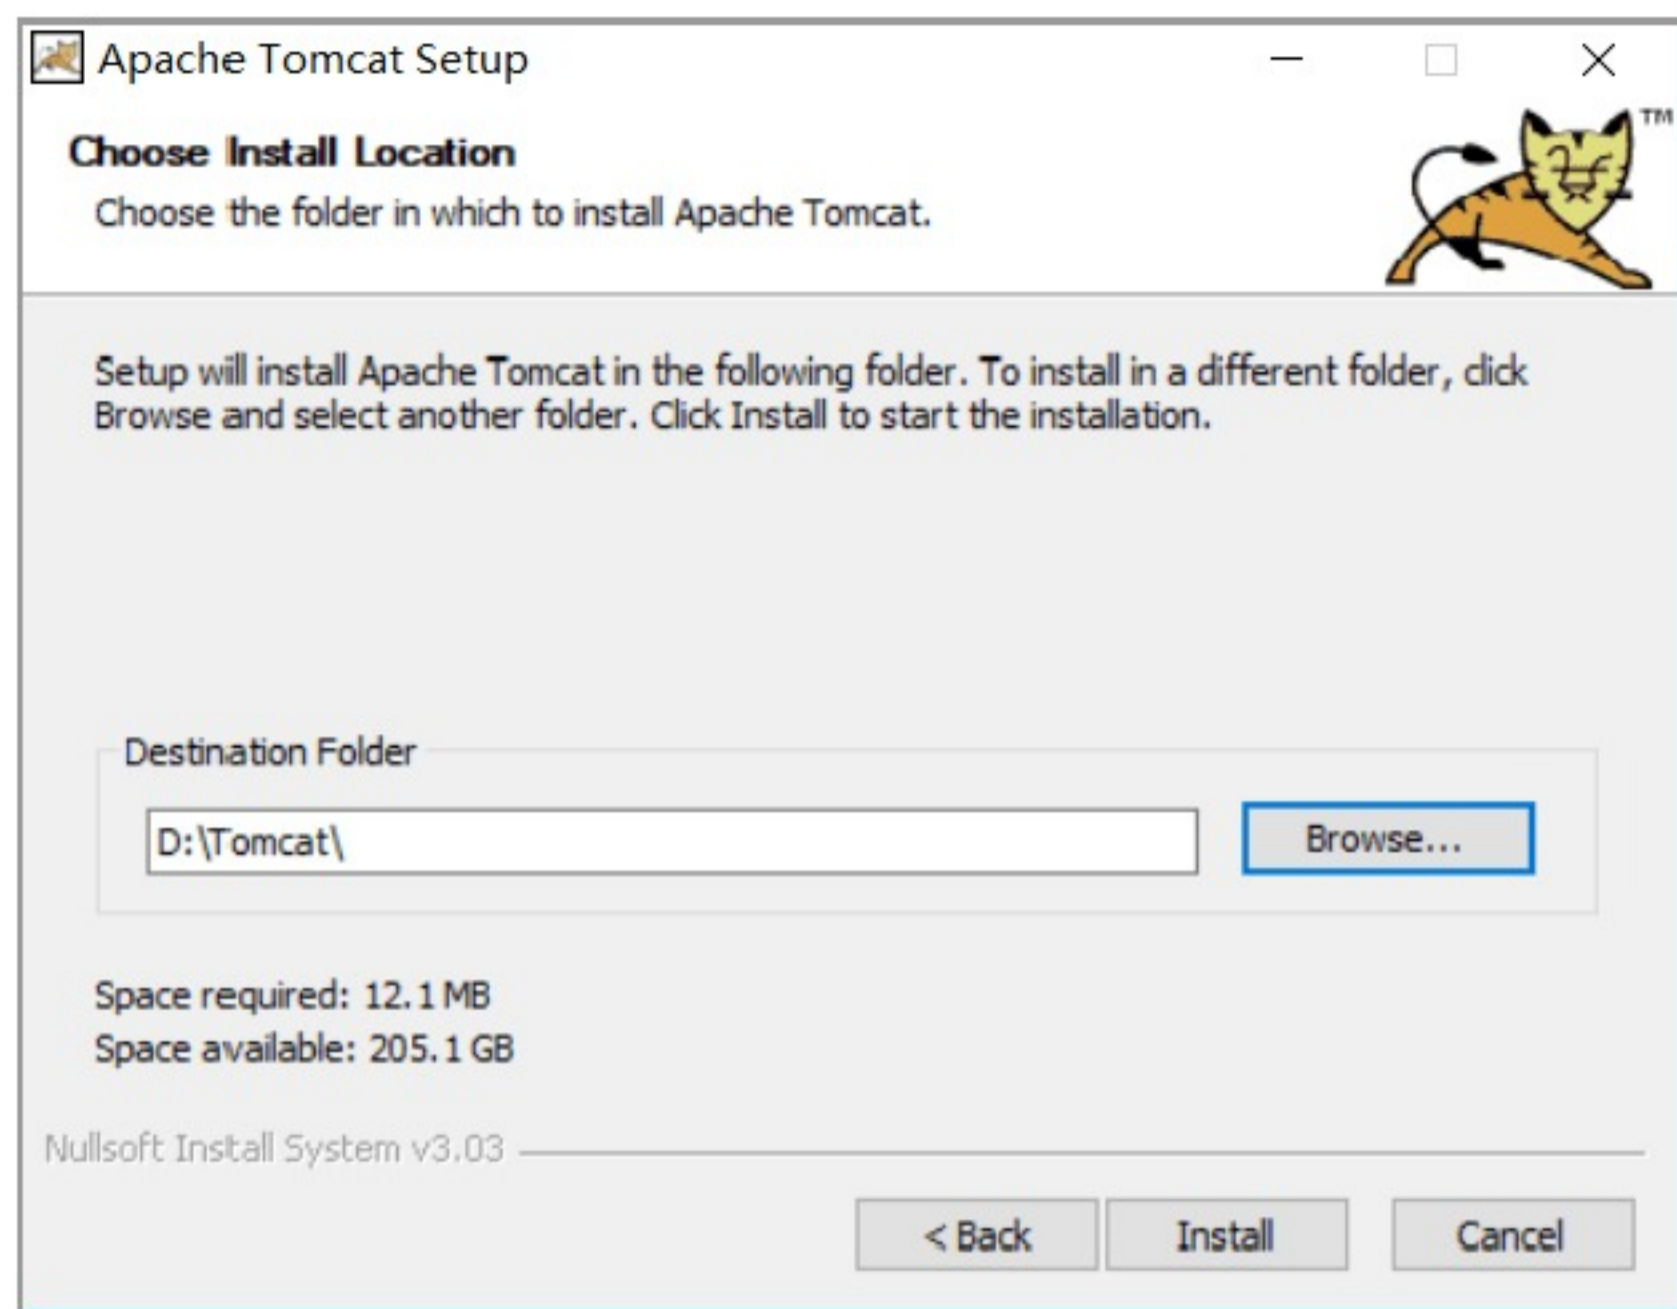 Apache Tomcat Setup
TM
Choose Install Location
Choose the folder in which to install Apache Tomcat.
Setup will install Apache Tomcat in the following folder. To install in a different folder, click
Browse and select another folder. Click Install to start the installation.
Destination Folder
D:\Tomcat\
Browse...
Space required: 12.1 MB
Space available: 205.1 GB
Nullsoft Install System v3.03
< Back
Install
Cancel